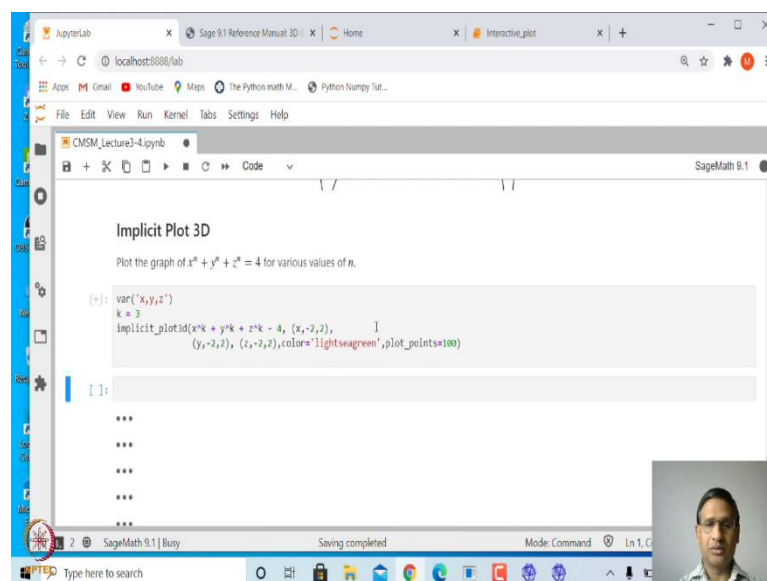 JupyterLab
Sage 9.1 Reference Manual: 3D
Home
Interactive_plot
localhost:8888/lab
M
Apps
Gmail
YouTube
Maps
The Python math M...
Python Numpy Tut...
File Edit View Run Kernel Tabs Settings Help
CMSM_Lecture3-4.ipynb
Code
SageMath 9.1
Implicit Plot 3D
Plot the graph of xⁿ + yⁿ + zⁿ = 4 for various values of n.
[*]: var('x,y,z')
k = 3
implicit_plot3d(x^k + y^k + z^k - 4, (x,-2,2),
(y,-2,2), (z,-2,2),color='lightseagreen',plot_points=100)
[ ]:
2 SageMath 9.1 | Busy Saving completed Mode: Command Ln 1,
Type here to search